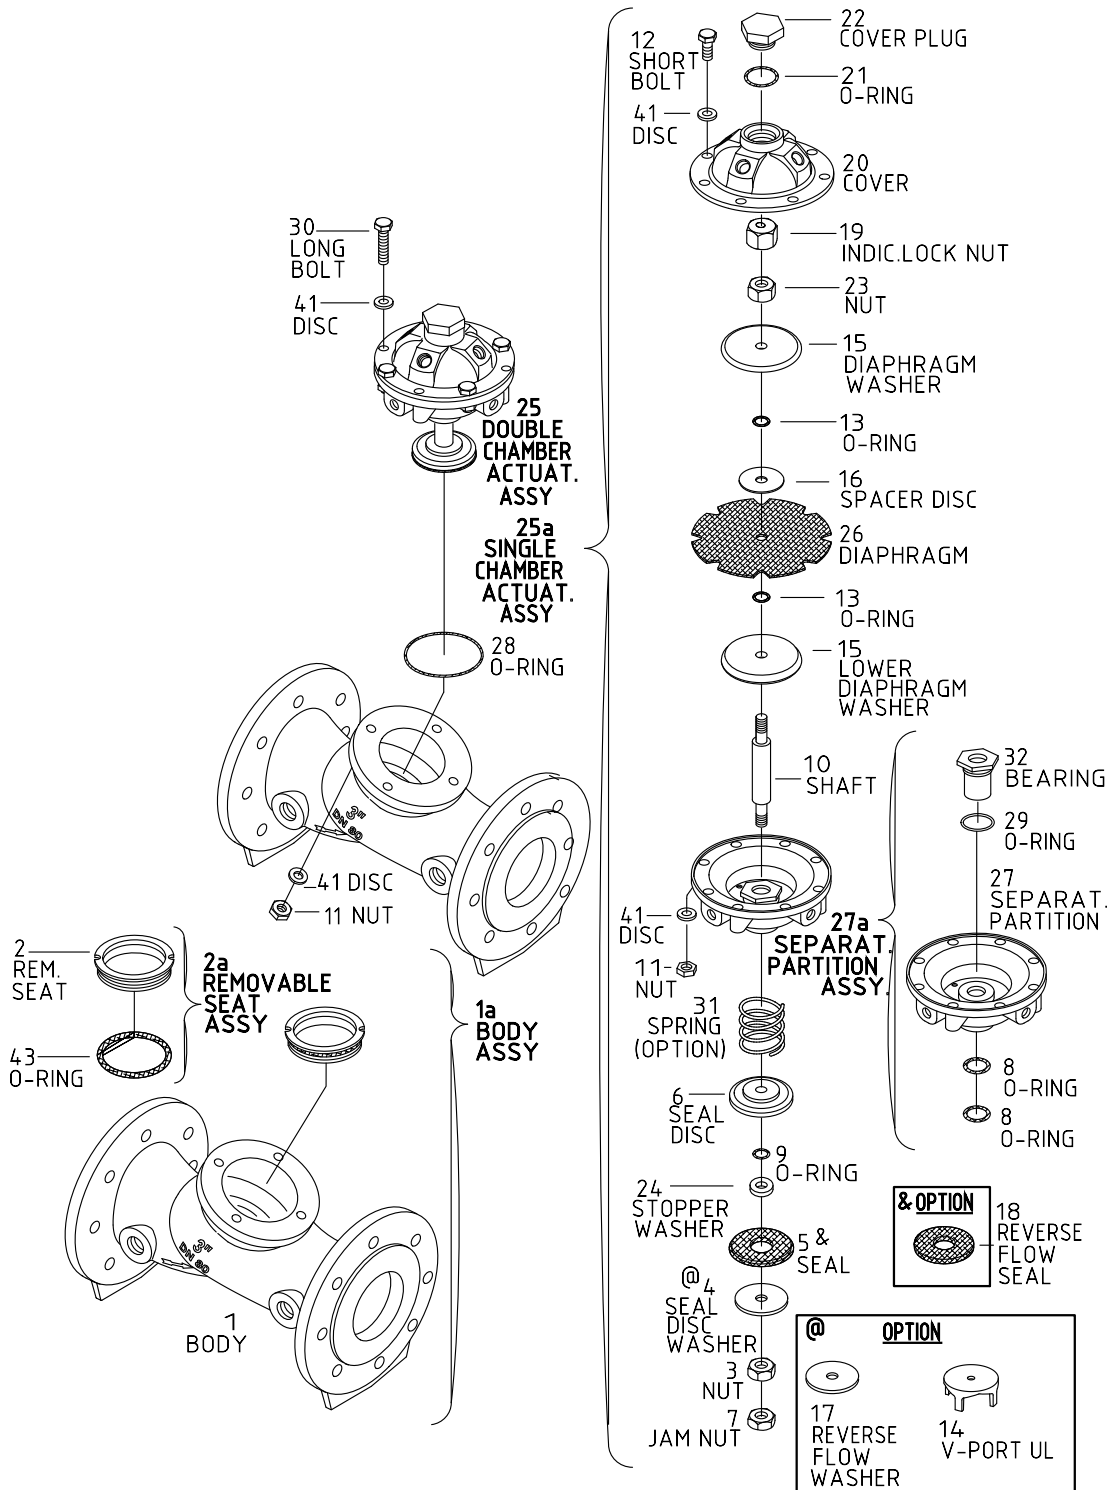 22
COVER PLUG
12
SHORT
BOLT
21
O-RING
41
DISC
20
COVER
30
LONG
BOLT
19
INDIC.LOCK NUT
41
DISC
23
NUT
15
DIAPHRAGM
WASHER
25
DOUBLE
CHAMBER
ACTUAT.
ASSY
13
O-RING
16
SPACER DISC
25a
SINGLE
CHAMBER
ACTUAT.
ASSY
26
DIAPHRAGM
13
O-RING
28
O-RING
15
LOWER
DIAPHRAGM
WASHER
10
SHAFT
32
BEARING
29
O-RING
3"
DN 80
41 DISC
11 NUT
27
SEPARAT.
PARTITION
41
DISC
27a
SEPARAT.
PARTITION
ASSY.
11
NUT
2
REM.
SEAT
2a
REMOVABLE
SEAT
ASSY
1a
BODY
ASSY
31
SPRING
(OPTION)
43
O-RING
8
O-RING
6
SEAL
DISC
8
O-RING
9
O-RING
24
STOPPER
WASHER
& OPTION
18
REVERSE
FLOW
SEAL
5 &
SEAL
3"
DN 80
@ 4
SEAL
DISC
WASHER
1
BODY
@ OPTION
3
NUT
7
JAM NUT
17
REVERSE
FLOW
WASHER
14
V-PORT UL